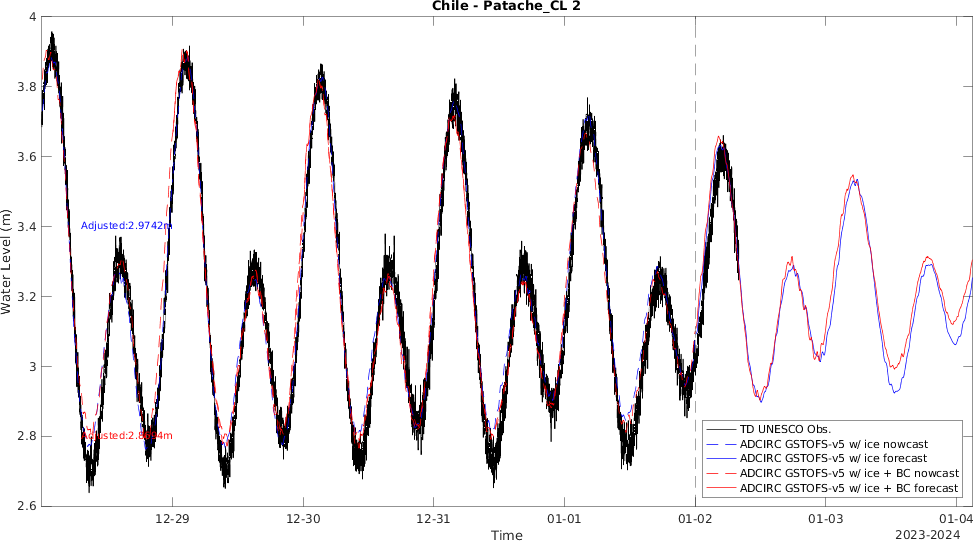 Chile - Patache_CL 2
Water Level (m)
4
3.8
3.6
3.4
3.2
3
2.8
2.6
Adjusted:2.9742m
TD UNESCO Obs.
ADCIRC GSTOFS-v5 w/ ice nowcast
ADCIRC GSTOFS-v5 w/ ice forecast
ADCIRC GSTOFS-v5 w/ ice + BC nowcast
ADCIRC GSTOFS-v5 w/ ice + BC forecast
12-29
12-30
12-31
01-01
01-02
01-03
01-04
Time
2023-2024